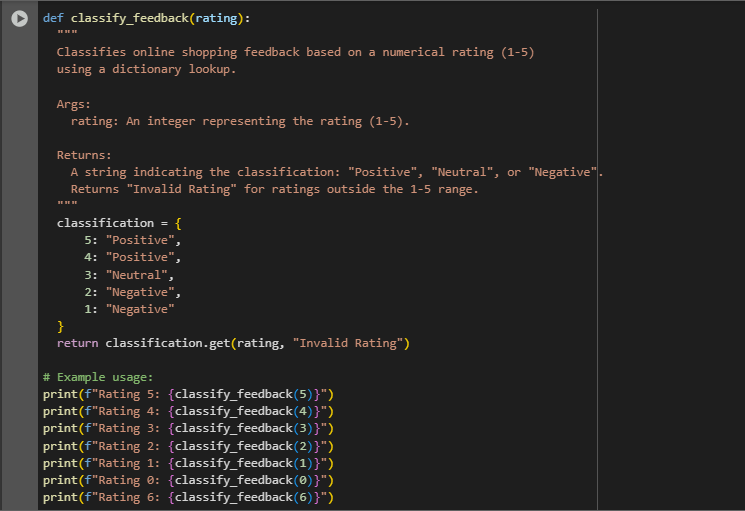 def classify_feedback(rating):
  """
  Classifies online shopping feedback based on a numerical rating (1-5)
  using a dictionary lookup.

  Args:
    rating: An integer representing the rating (1-5).

  Returns:
    A string indicating the classification: "Positive", "Neutral", or "Negative".
    Returns "Invalid Rating" for ratings outside the 1-5 range.
  """
  classification = {
      5: "Positive",
      4: "Positive",
      3: "Neutral",
      2: "Negative",
      1: "Negative"
  }
  return classification.get(rating, "Invalid Rating")

# Example usage:
print(f"Rating 5: {classify_feedback(5)}")
print(f"Rating 4: {classify_feedback(4)}")
print(f"Rating 3: {classify_feedback(3)}")
print(f"Rating 2: {classify_feedback(2)}")
print(f"Rating 1: {classify_feedback(1)}")
print(f"Rating 0: {classify_feedback(0)}")
print(f"Rating 6: {classify_feedback(6)}")